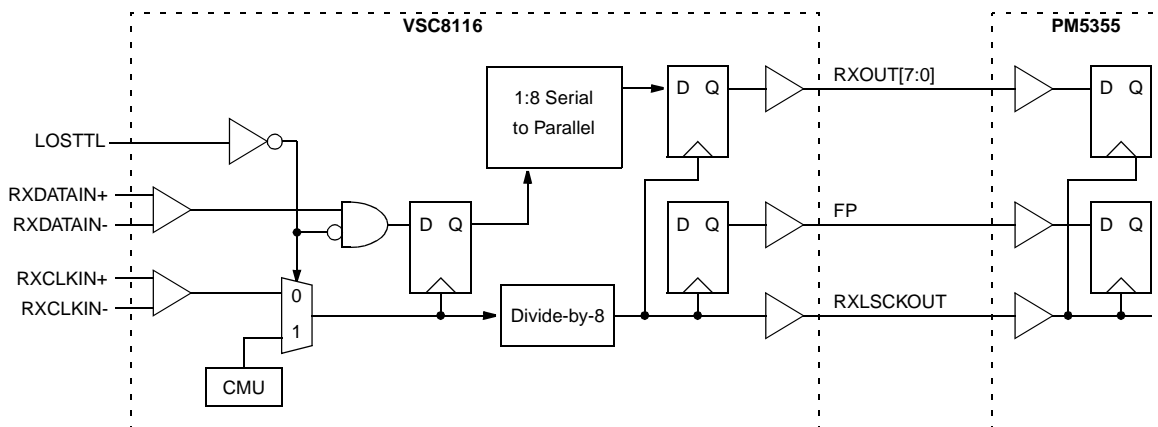 VSC8116
PM5355
LOSTTL
RXDATAIN+
RXDATAIN-
RXCLKIN+
RXCLKIN-
0
1
CMU
D Q
1:8 Serial
to Parallel
Divide-by-8
D Q
D Q
RXOUT[7:0]
FP
RXLSCKOUT
D Q
D Q